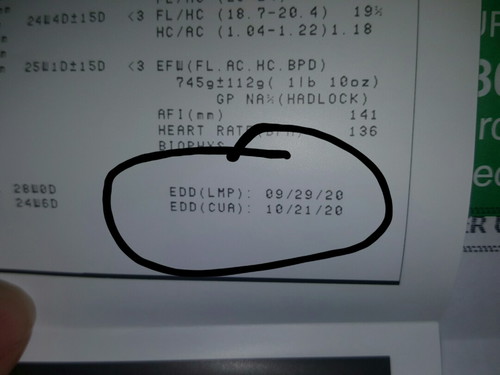 24W4D±15D <3 FL/HC (18.7-20.4) 19%
HC/AC (1.04-1.22)1.18
25W1D±15D <3 EFW(FL.AC.HC.BPD)
745g±112g( 1lb 10oz)
GP NA%(HADLOCK)
AFI(mm) 141
HEART RATE(BPM) 136
BIOPHYS
28W0D EDD(LMP): 09/29/20
24W6D EDD(CUA): 10/21/20